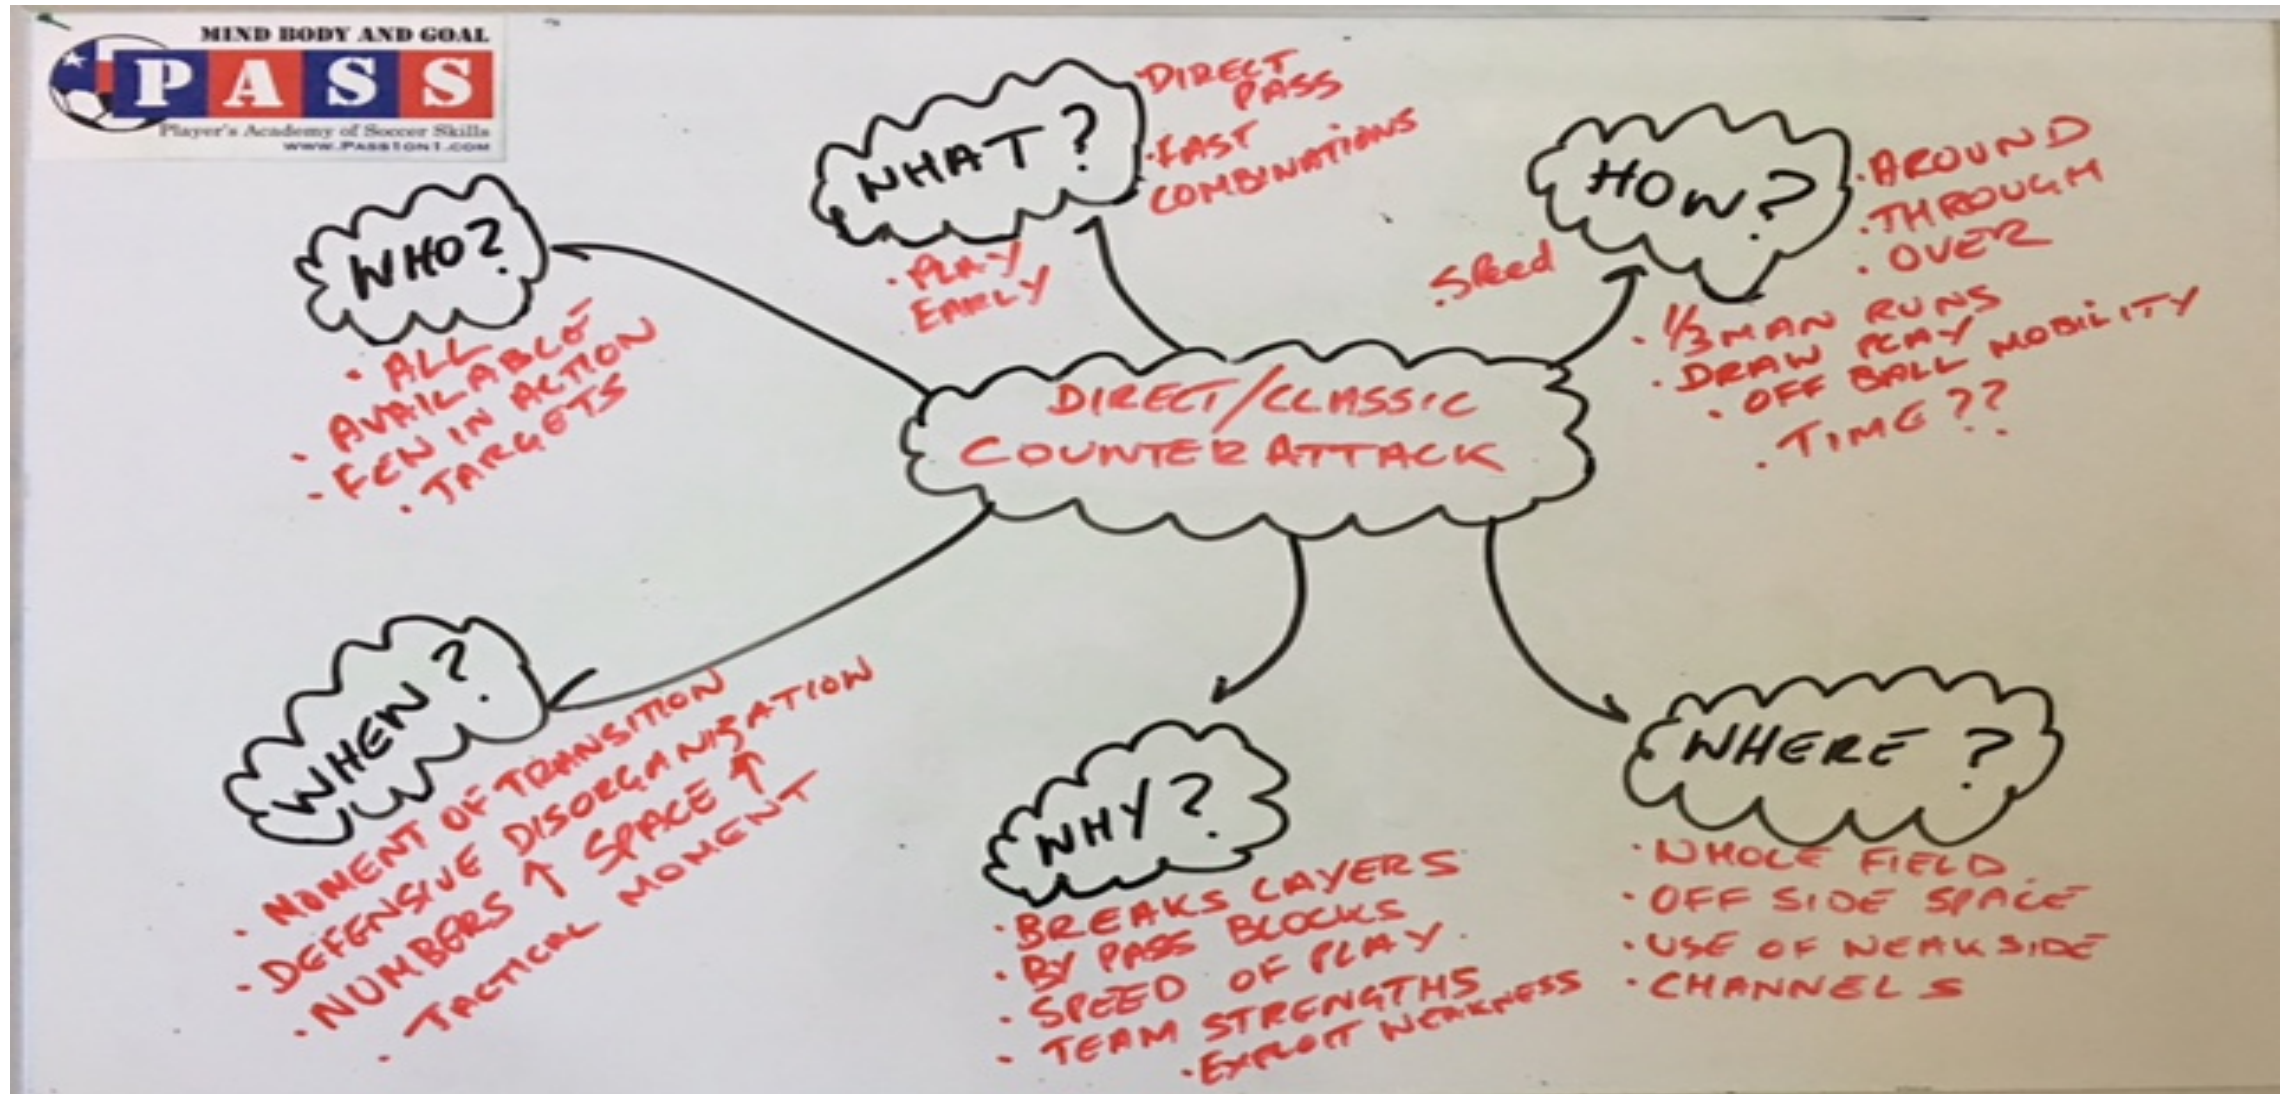 MIND BODY AND GOAL
PASS
Player's Academy of Soccer Skills
www.Pass1on1.com
WHO?
• ALL
• AVAILABLE
• FEW IN ACTION
• TARGETS
WHAT?
• DIRECT
PASS
• FAST
COMBINATIONS
• PLAY
EARLY
HOW?
• AROUND
• THROUGH
• OVER
• Speed
• 1/3 MAN RUNS
• DRAW PLAY
• OFF BALL MOBILITY
• TIME??
DIRECT/CLASSIC
COUNTER ATTACK
WHEN?
• MOMENT OF TRANSITION
• DEFENSIVE DISORGANISATION
• NUMBERS ↑ SPACE ↑
• TACTICAL MOMENT
WHY?
• BREAKS LAYERS
• BY PASS BLOCKS
• SPEED OF PLAY
• TEAM STRENGTHS
• EXPLOIT WEAKNESS
WHERE?
• WHOLE FIELD
• OFF SIDE SPACE
• USE OF WEAKSIDE
• CHANNELS